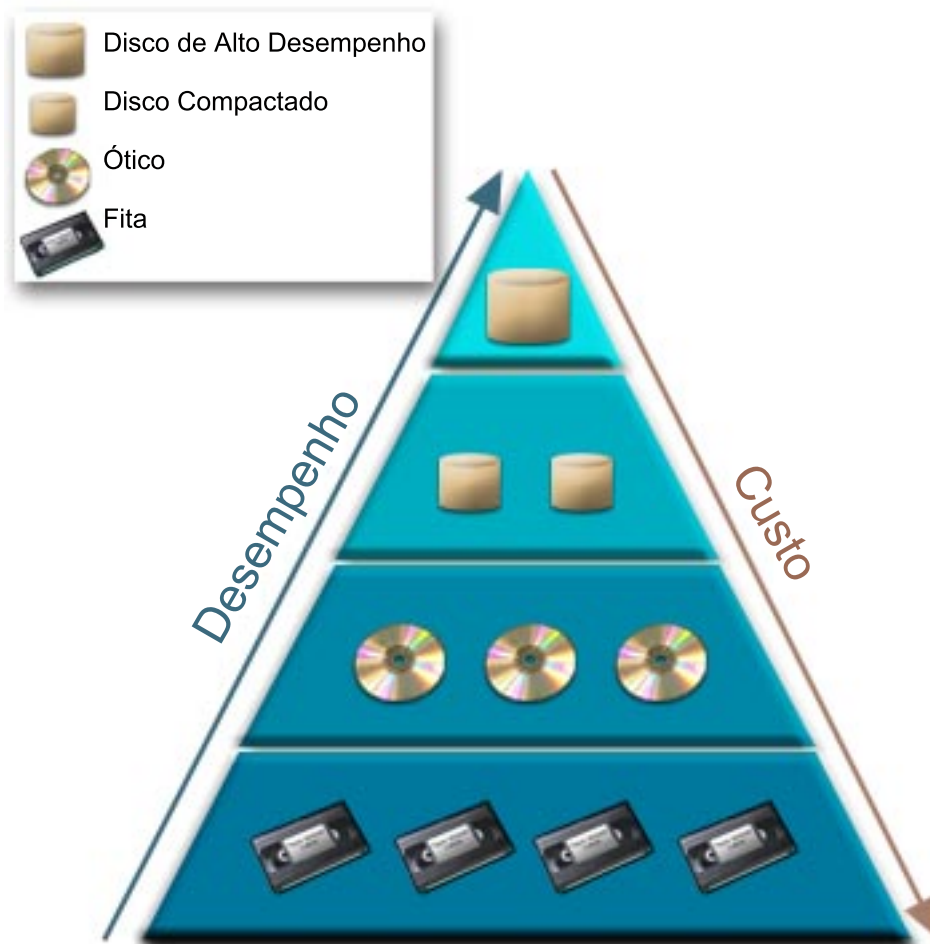 Disco de Alto Desempenho
Disco Compactado
Ótico
Fita
Desempenho
Custo